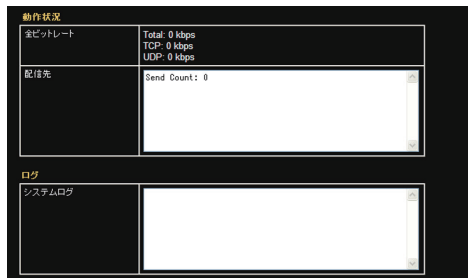 動作状況
全ビットレート
Total: 0 kbps
TCP: 0 kbps
UDP: 0 kbps
配信先
Send Count: 0
ログ
システムログ